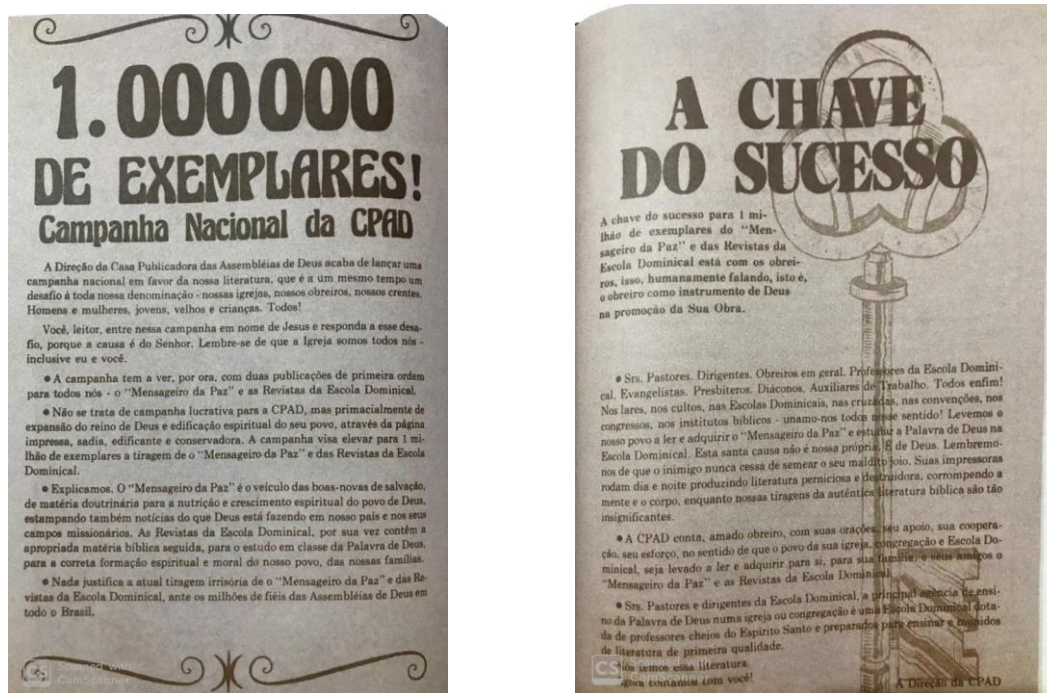 1.000000
DE EXEMPLARES!
Campanha Nacional da CPAD
A Direção da Casa Publicadora das Assembléias de Deus acaba de lançar uma
campanha nacional em favor da nossa literatura, que é a um mesmo tempo um
desafio à toda nossa denominação - nossas igrejas, nossos obreiros, nossos crentes.
Homens e mulheres, jovens, velhos e crianças. Todos!
Você, leitor, entre nessa campanha em nome de Jesus e responda a esse desa-
fio, porque a causa é do Senhor. Lembre-se de que a Igreja somos todos nós -
inclusive eu e você.
● A campanha tem a ver, por ora, com duas publicações de primeira ordem
para todos nós - o "Mensageiro da Paz" e as Revistas da Escola Dominical.
● Não se trata de campanha lucrativa para a CPAD, mas primacialmente de
expansão do reino de Deus e edificação espiritual do seu povo, através da página
impressa, sadia, edificante e conservadora. A campanha visa elevar para 1 mi-
lhão de exemplares a tiragem de o "Mensageiro da Paz" e das Revistas da Escola
Dominical.
● Explicamos. O "Mensageiro da Paz" é o veículo das boas-novas de salvação,
de matéria doutrinária para a nutrição e crescimento espiritual do povo de Deus,
estampando também notícias do que Deus está fazendo em nosso país e nos seus
campos missionários. As Revistas da Escola Dominical, por sua vez contêm a
apropriada matéria bíblica seguida, para o estudo em classe da Palavra de Deus,
para a correta formação espiritual e moral do nosso povo, das nossas famílias.
● Nada justifica a atual tiragem irrisória de o "Mensageiro da Paz" e das Re-
vistas da Escola Dominical, ante os milhões de fiéis das Assembléias de Deus em
todo o Brasil.
CS Scanned with
CamScanner
A CHAVE
DO SUCESSO
A chave do sucesso para 1 mi-
lhão de exemplares do "Men-
sageiro da Paz" e das Revistas da
Escola Dominical está com os obrei-
ros, isso, humanamente falando, isto é,
o obreiro como instrumento de Deus
na promoção da Sua Obra.
● Srs. Pastores. Dirigentes. Obreiros em geral. Professores da Escola Domini-
cal. Evangelistas. Presbíteros. Diáconos, Auxiliares de Trabalho. Todos enfim!
Nos lares, nos cultos, nas Escolas Dominicais, nas cruzadas, nas convenções, nos
congressos, nos institutos bíblicos - unamo-nos todos nesse sentido! Levemos o
nosso povo a ler e adquirir o "Mensageiro da Paz" e estudar a Palavra de Deus na
Escola Dominical. Esta santa causa não é nossa própria. É de Deus. Lembremo-
nos de que o inimigo nunca cessa de semear o seu maldito joio. Suas impressoras
rodam dia e noite produzindo literatura perniciosa e destruidora, corrompendo a
mente e o corpo, enquanto nossas tiragens da autêntica literatura bíblica são tão
insignificantes.
● A CPAD conta, amado obreiro, com suas orações, seu apoio, sua coopera-
ção, seu esforço, no sentido de que o povo da sua igreja, congregação e Escola Do-
minical, seja levado a ler e adquirir para si, para sua família, e seus amigos o
"Mensageiro da Paz" e as Revistas da Escola Dominical.
● Srs. Pastores e dirigentes da Escola Dominical, a principal agência de ensi-
no da Palavra de Deus numa igreja ou congregação é uma Escola Dominical dota-
da de professores cheios do Espírito Santo e preparados para ensinar e munidos
de literatura de primeira qualidade.
Nós temos essa literatura.
Agora contamos com você!
A Direção da CPAD
CS
CamScanner